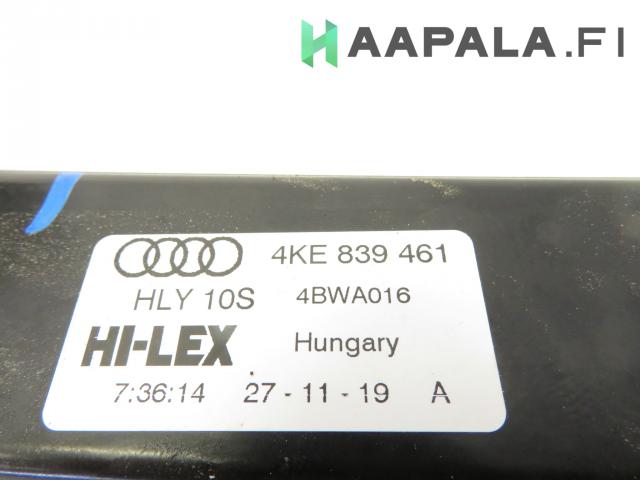 HAAPALA.FI
4KE 839 461
HLY 10S 4BWA016
HI-LEX Hungary
7:36:14 27-11-19 A